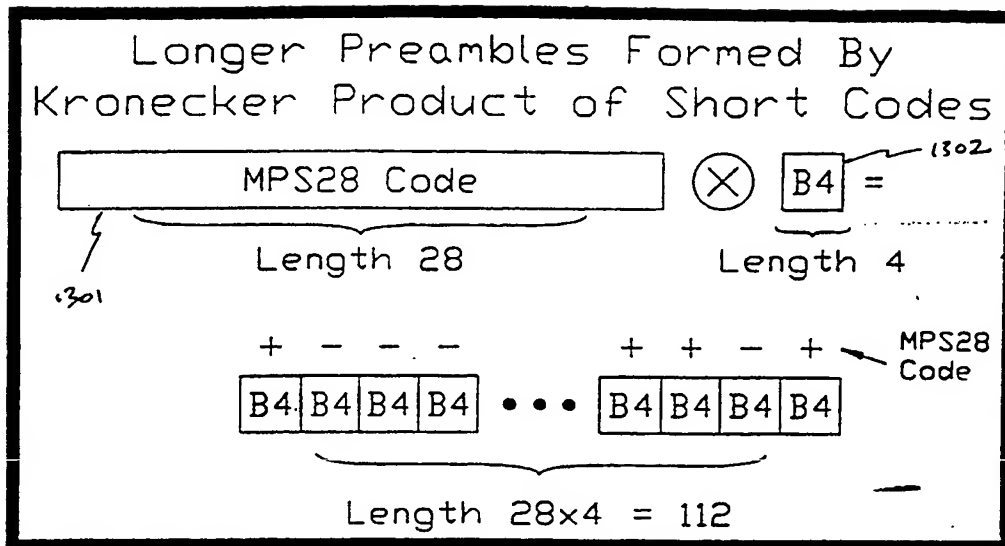 Longer Preambles Formed By
Kronecker Product of Short Codes
1302
MPS28 Code ⊗ B4 =
Length 28 Length 4
1301
+ - - - + + - + MPS28
Code
B4 B4 B4 B4 ••• B4 B4 B4 B4
Length 28x4 = 112